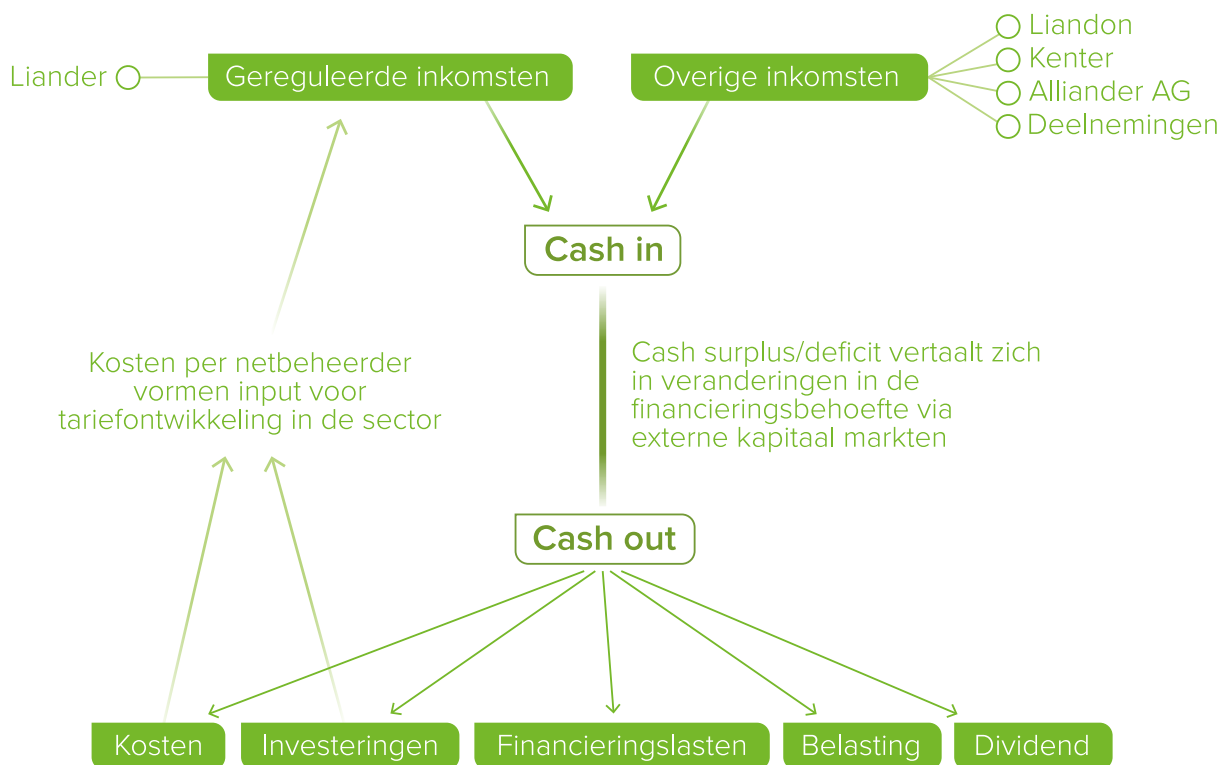 Liander
Gereguleerde inkomsten
Overige inkomsten
Liandon
Kenter
Alliander AG
Deelnemingen
Cash in
Kosten per netbeheerder
vormen input voor
tariefontwikkeling in de sector
Cash surplus/deficit vertaalt zich
in veranderingen in de
financieringsbehoefte via
externe kapitaal markten
Cash out
Kosten
Investeringen
Financieringslasten
Belasting
Dividend